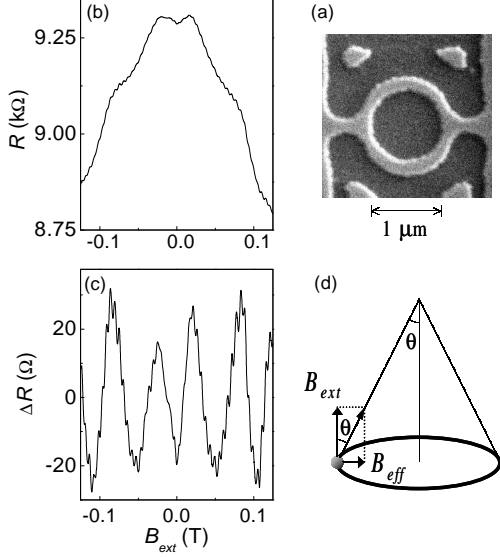 (b)
9.25
9.00
8.75
R (kΩ)
-0.1 0.0 0.1
(a)
1 μm
(c)
20
0
-20
ΔR (Ω)
-0.1 0.0 0.1
B_ext (T)
(d)
θ
B_ext
θ
B_eff